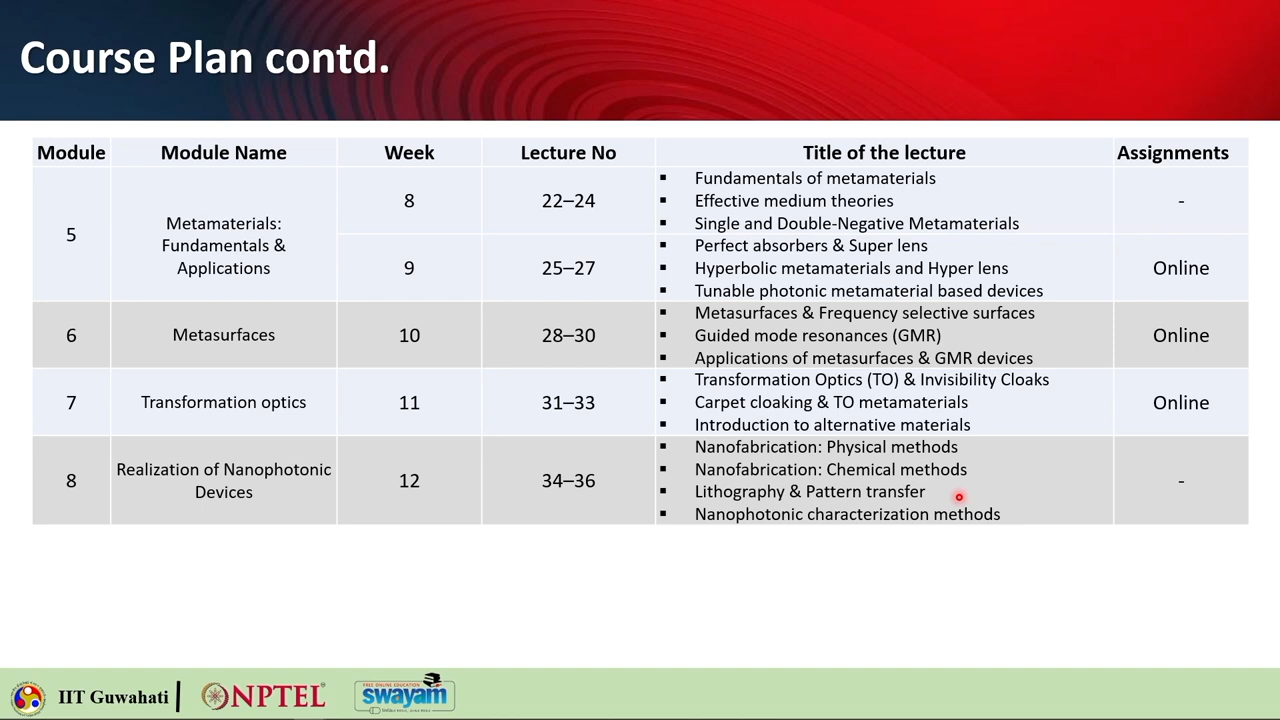 Course Plan contd.
Module Module Name Week Lecture No Title of the lecture Assignments
5
Metamaterials:
Fundamentals &
Applications
8
22–24
▪ Fundamentals of metamaterials
▪ Effective medium theories
▪ Single and Double-Negative Metamaterials
-
9
25–27
▪ Perfect absorbers & Super lens
▪ Hyperbolic metamaterials and Hyper lens
▪ Tunable photonic metamaterial based devices
Online
6
Metasurfaces
10
28–30
▪ Metasurfaces & Frequency selective surfaces
▪ Guided mode resonances (GMR)
▪ Applications of metasurfaces & GMR devices
Online
7
Transformation optics
11
31–33
▪ Transformation Optics (TO) & Invisibility Cloaks
▪ Carpet cloaking & TO metamaterials
▪ Introduction to alternative materials
Online
8
Realization of Nanophotonic
Devices
12
34–36
▪ Nanofabrication: Physical methods
▪ Nanofabrication: Chemical methods
▪ Lithography & Pattern transfer
▪ Nanophotonic characterization methods
-
IIT Guwahati
NPTEL
FREE ONLINE EDUCATION
swayam